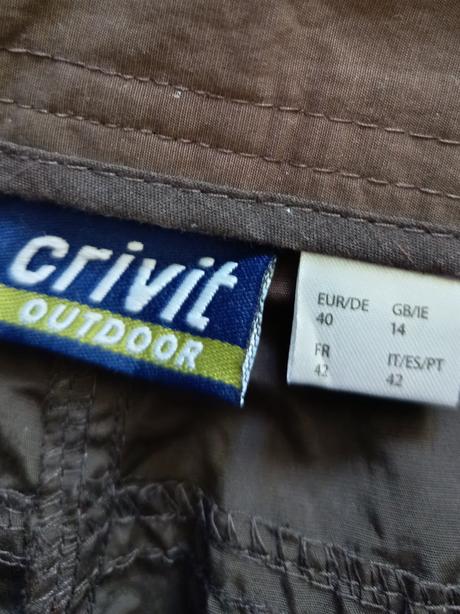 crivit
OUTDOOR
EUR/DE GB/IE
40 14
FR IT/ES/PT
42 42